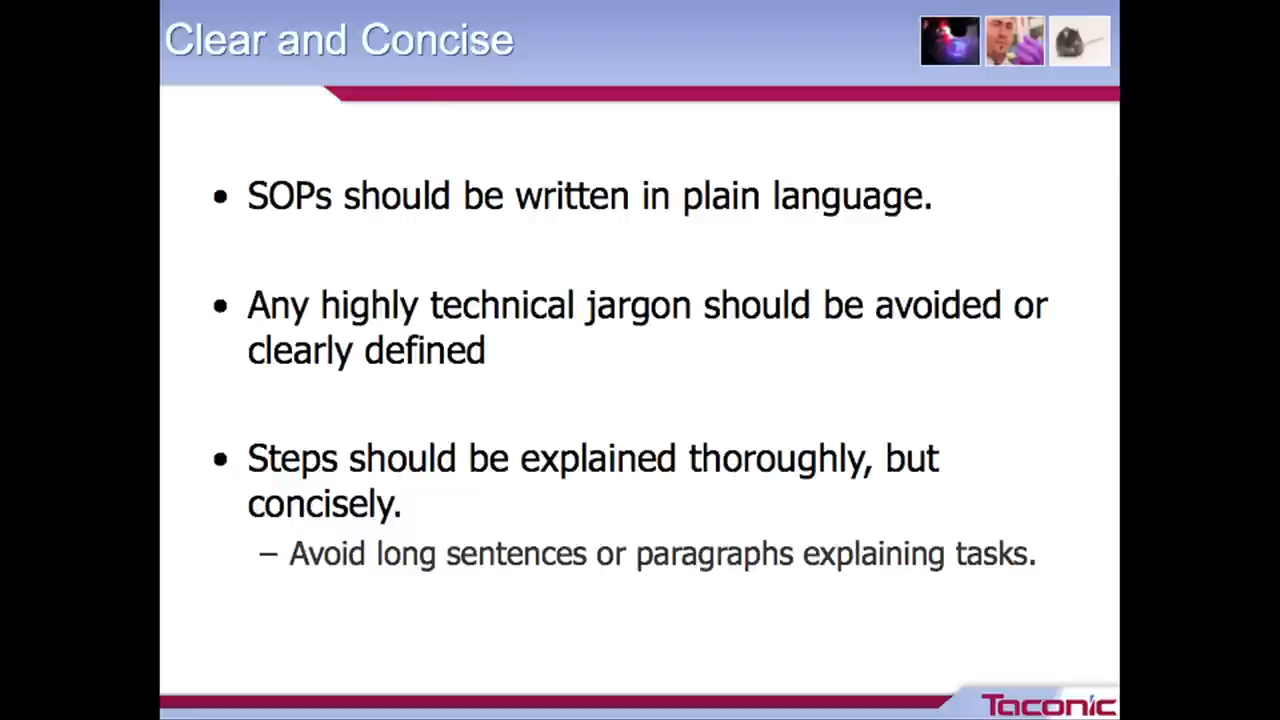 Clear and Concise
• SOPs should be written in plain language.
• Any highly technical jargon should be avoided or
clearly defined
• Steps should be explained thoroughly, but
concisely.
– Avoid long sentences or paragraphs explaining tasks.
Taconic